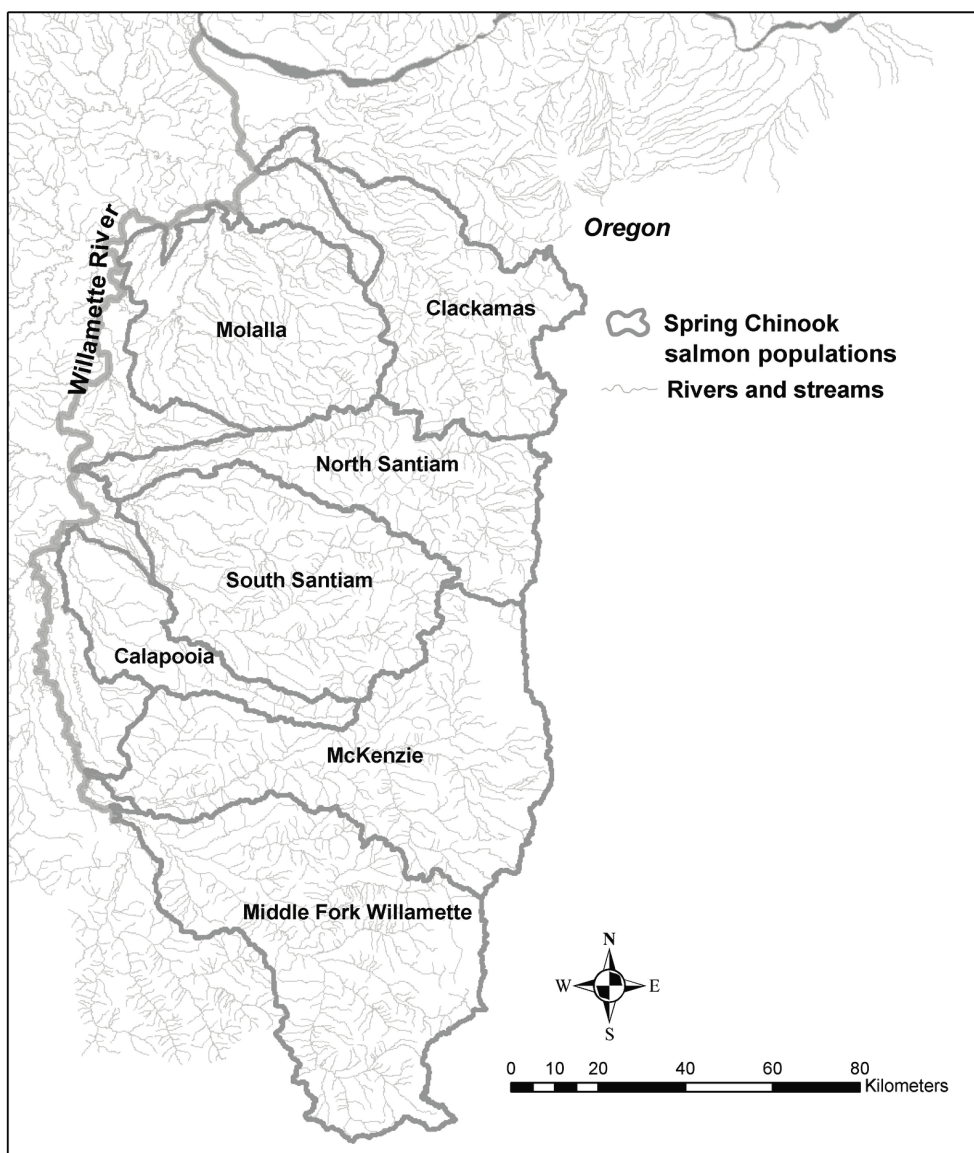 Willamette River
Oregon
Clackamas
Molalla
Spring Chinook
salmon populations
Rivers and streams
North Santiam
South Santiam
Calapooia
McKenzie
Middle Fork Willamette
N
W E
S
0 10 20 40 60 80
Kilometers